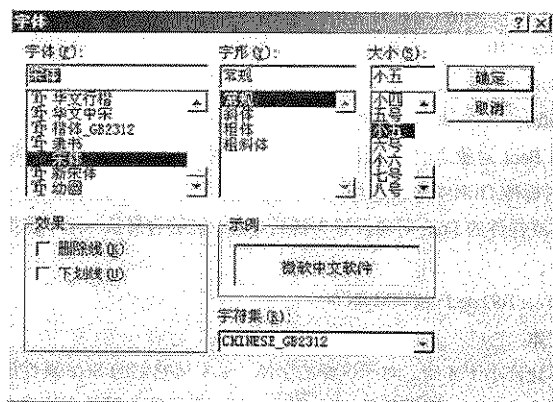 字体
字体(F):
宋体
华文行楷
华文中宋
楷体_GB2312
隶书
宋体
新宋体
幼圆
字形(Y):
常规
常规
斜体
粗体
粗斜体
大小(S):
小五
小四
五号
小五
六号
小六
七号
八号
确定
取消
效果
删除线(K)
下划线(U)
示例
微软中文软件
字符集(R):
CHINESE_GB2312